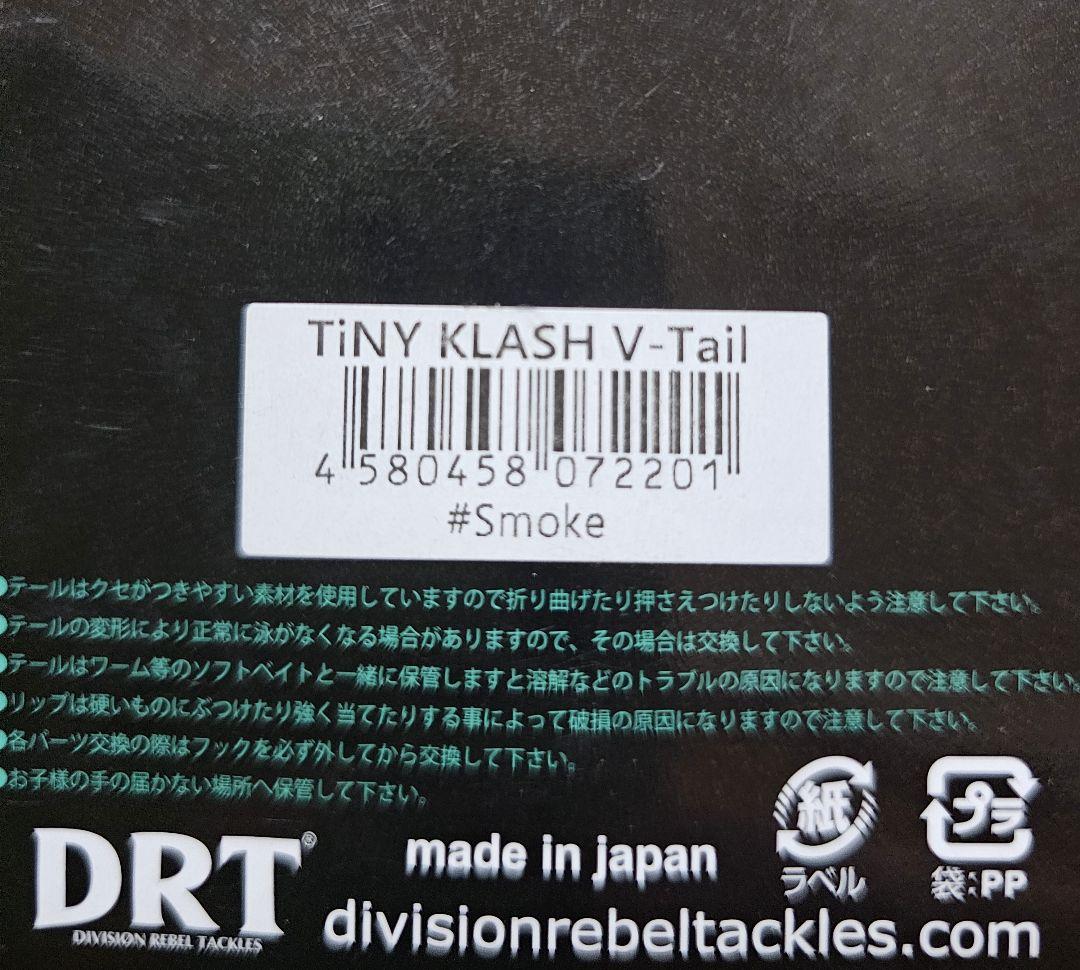 TiNY KLASH V-Tail
4 580458 072201
#Smoke
●テールはクセがつきやすい素材を使用していますので折り曲げたり押さえつけたりしないよう注意して下さい。
●テールの変形により正常に泳がなくなる場合がありますので、その場合は交換して下さい。
●テールはワーム等のソフトベイトと一緒に保管しますと溶解などのトラブルの原因になりますので注意して下さい。
●リップは硬いものにぶつけたり強く当てたりする事によって破損の原因になりますので注意して下さい。
●各パーツ交換の際はフックを必ず外してから交換して下さい。
●お子様の手の届かない場所へ保管して下さい。
紙
ラベル
プラ
袋:PP
DRT®
DIVISION REBEL TACKLES
made in japan
divisionrebeltackles.com